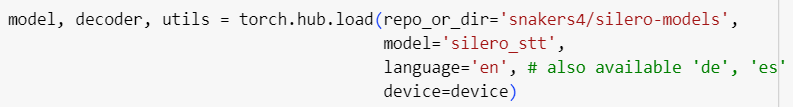 model, decoder, utils = torch.hub.load(repo_or_dir='snakers4/silero-models',
model='silero_stt',
language='en', # also available 'de', 'es'
device=device)